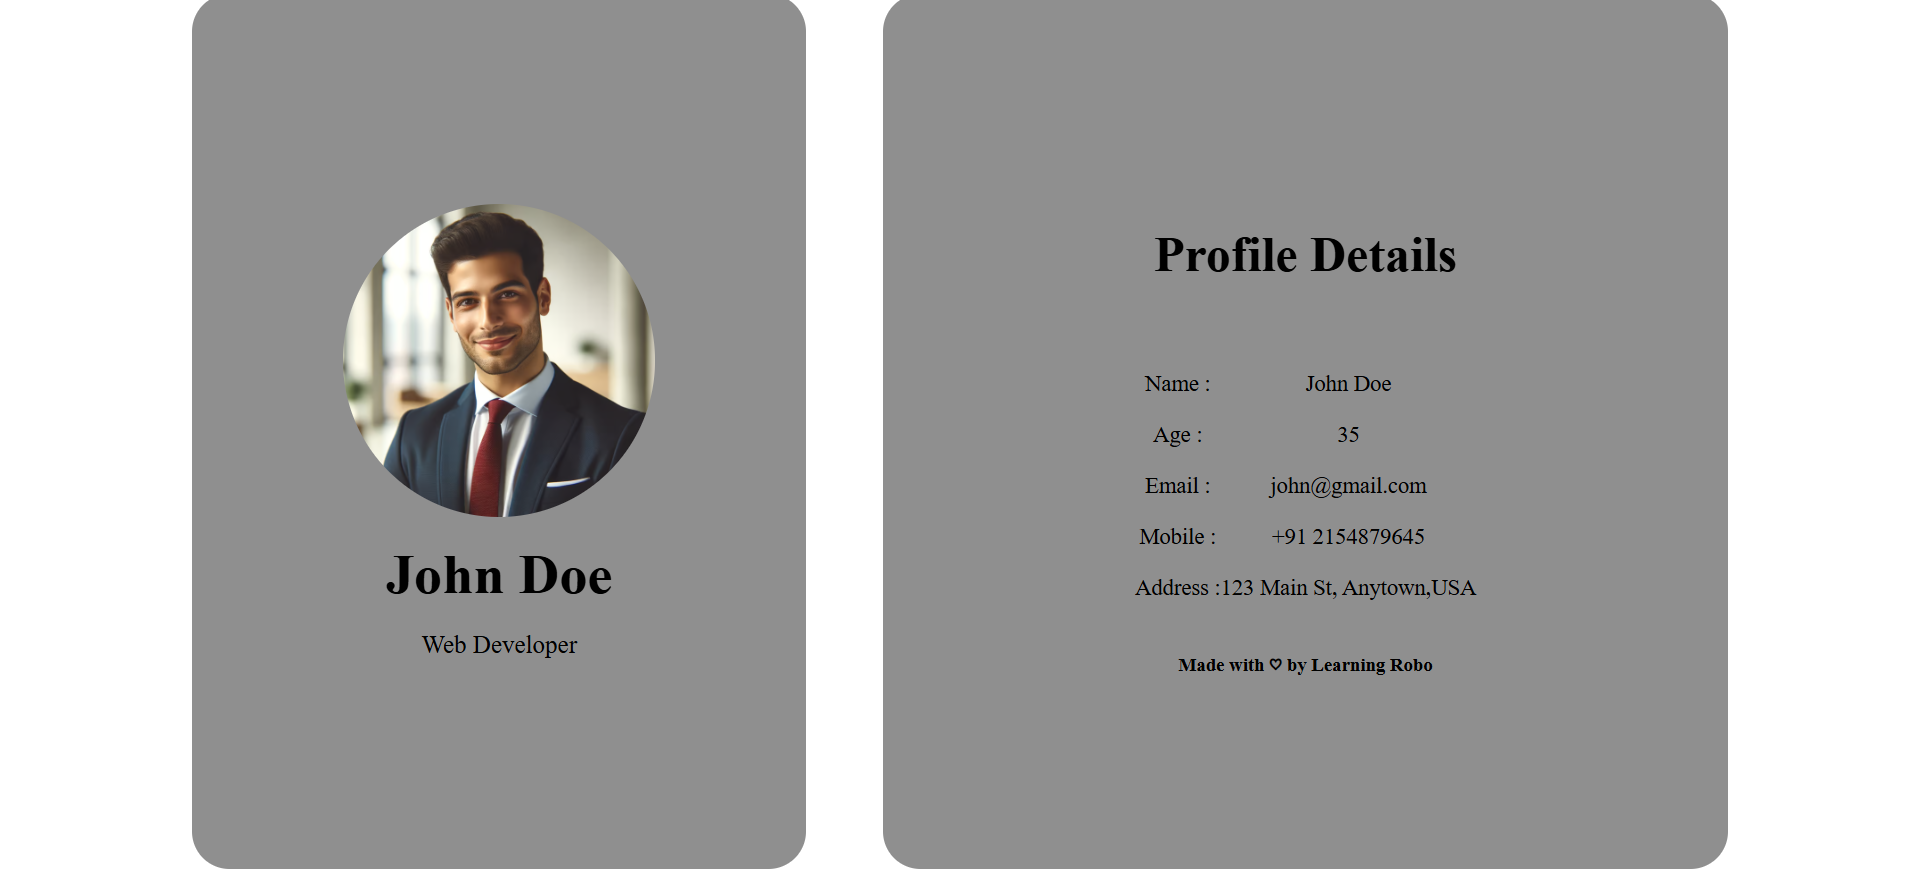 John Doe
Web Developer
Profile Details
Name : John Doe
Age : 35
Email : john@gmail.com
Mobile : +91 2154879645
Address :123 Main St, Anytown,USA
Made with ♡ by Learning Robo